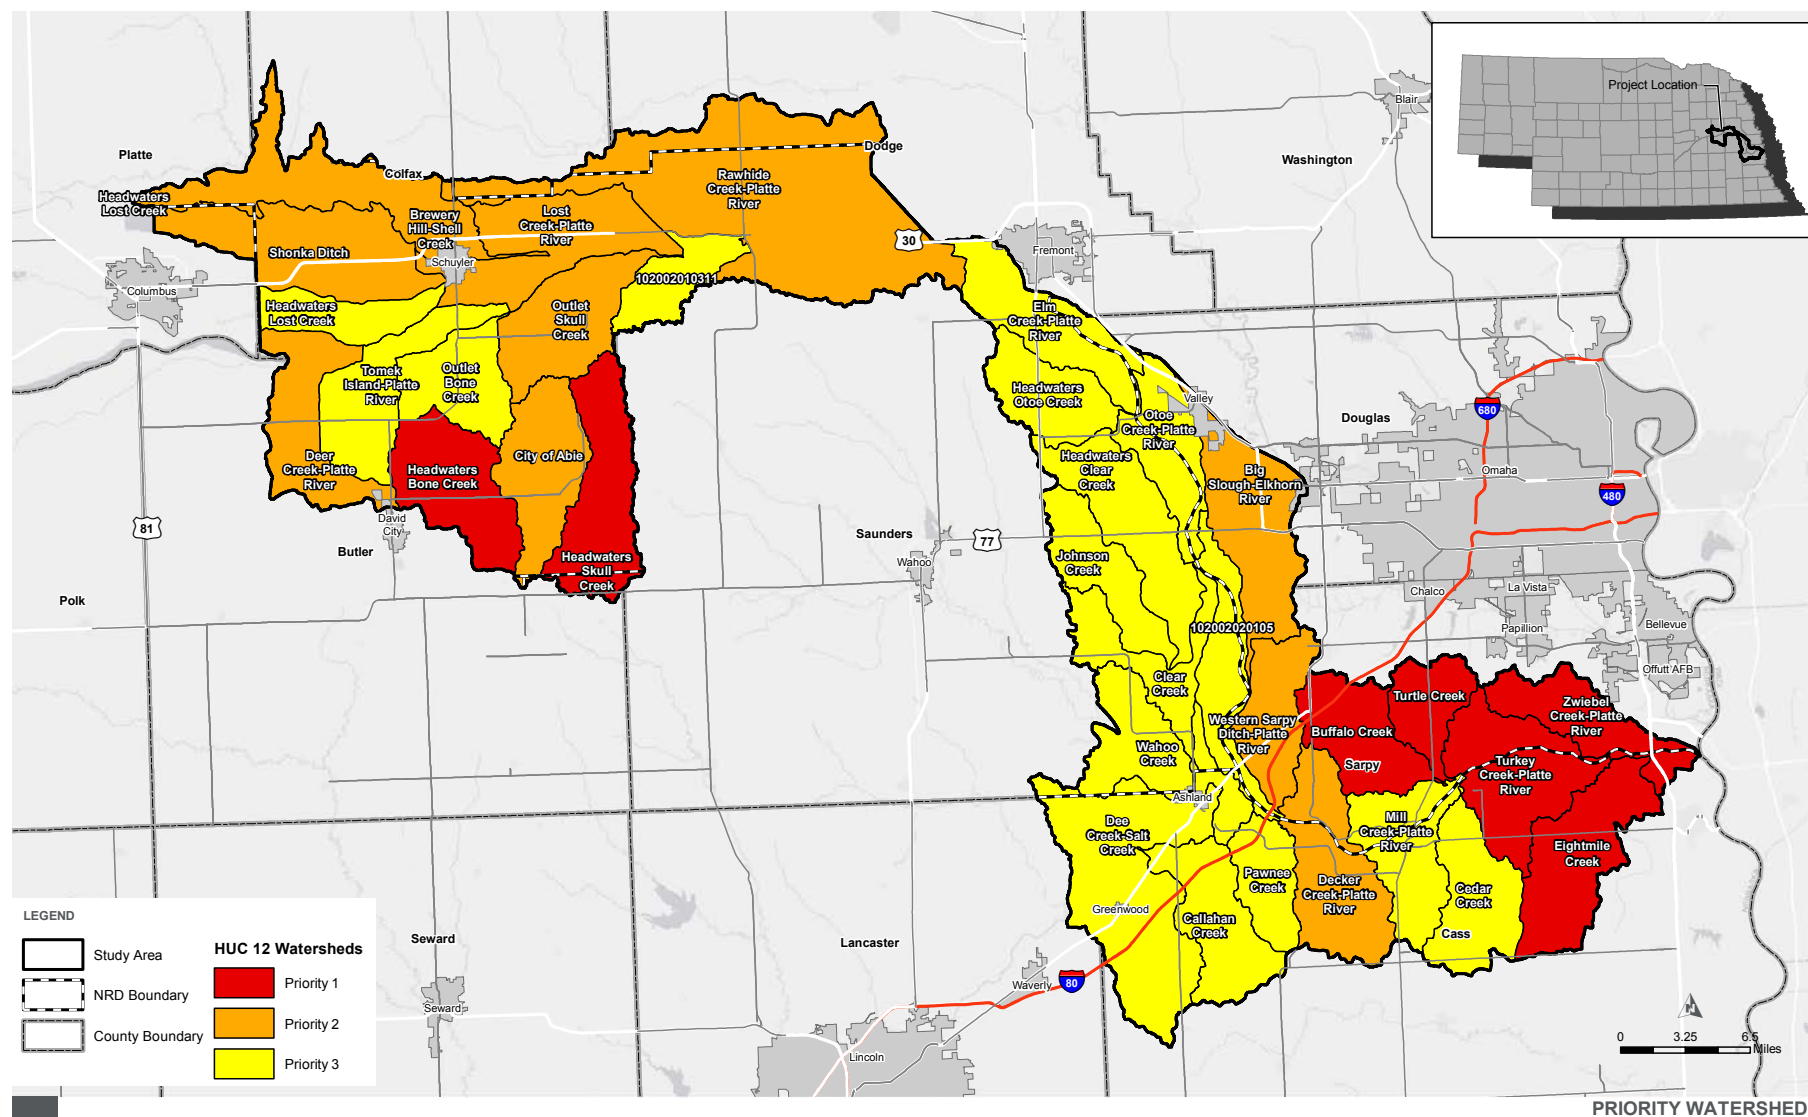 Project Location
Blair
Platte
Dodge
Washington
Colfax
Rawhide
Creek-Platte
River
Headwaters
Lost Creek
Brewery
Hill-Shell
Creek
Lost
Creek-Platte
River
30
Shonka Ditch
Fremont
Schuyler
102002010311
Columbus
Headwaters
Lost Creek
Outlet
Skull
Creek
Elm
Creek-Platte
River
Tomek
Island-Platte
River
Outlet
Bone
Creek
Headwaters
Otoe Creek
Valley
680
Douglas
Otoe
Creek-Platte
River
Deer
Creek-Platte
River
Headwaters
Bone Creek
City of Abie
Headwaters
Clear
Creek
Big
Slough-Elkhorn
River
Omaha
480
81
David
City
Butler
Saunders
77
Wahoo
Headwaters
Skull
Creek
Johnson
Creek
Polk
Chalco
La Vista
Papillion
Bellevue
102002020105
Offutt AFB
Clear
Creek
Turtle Creek
Zwiebel
Creek-Platte
River
Western Sarpy
Ditch-Platte
River
Buffalo Creek
Wahoo
Creek
Sarpy
Turkey
Creek-Platte
River
Ashland
Dee
Creek-Salt
Creek
Mill
Creek-Platte
River
Eightmile
Creek
Pawnee
Creek
Decker
Creek-Platte
River
Cedar
Creek
Greenwood
Callahan
Creek
Cass
Seward
Lancaster
Waverly
80
Seward
Lincoln
LEGEND
Study Area
NRD Boundary
County Boundary
HUC 12 Watersheds
Priority 1
Priority 2
Priority 3
N
0 3.25 6.5
Miles
PRIORITY WATERSHED